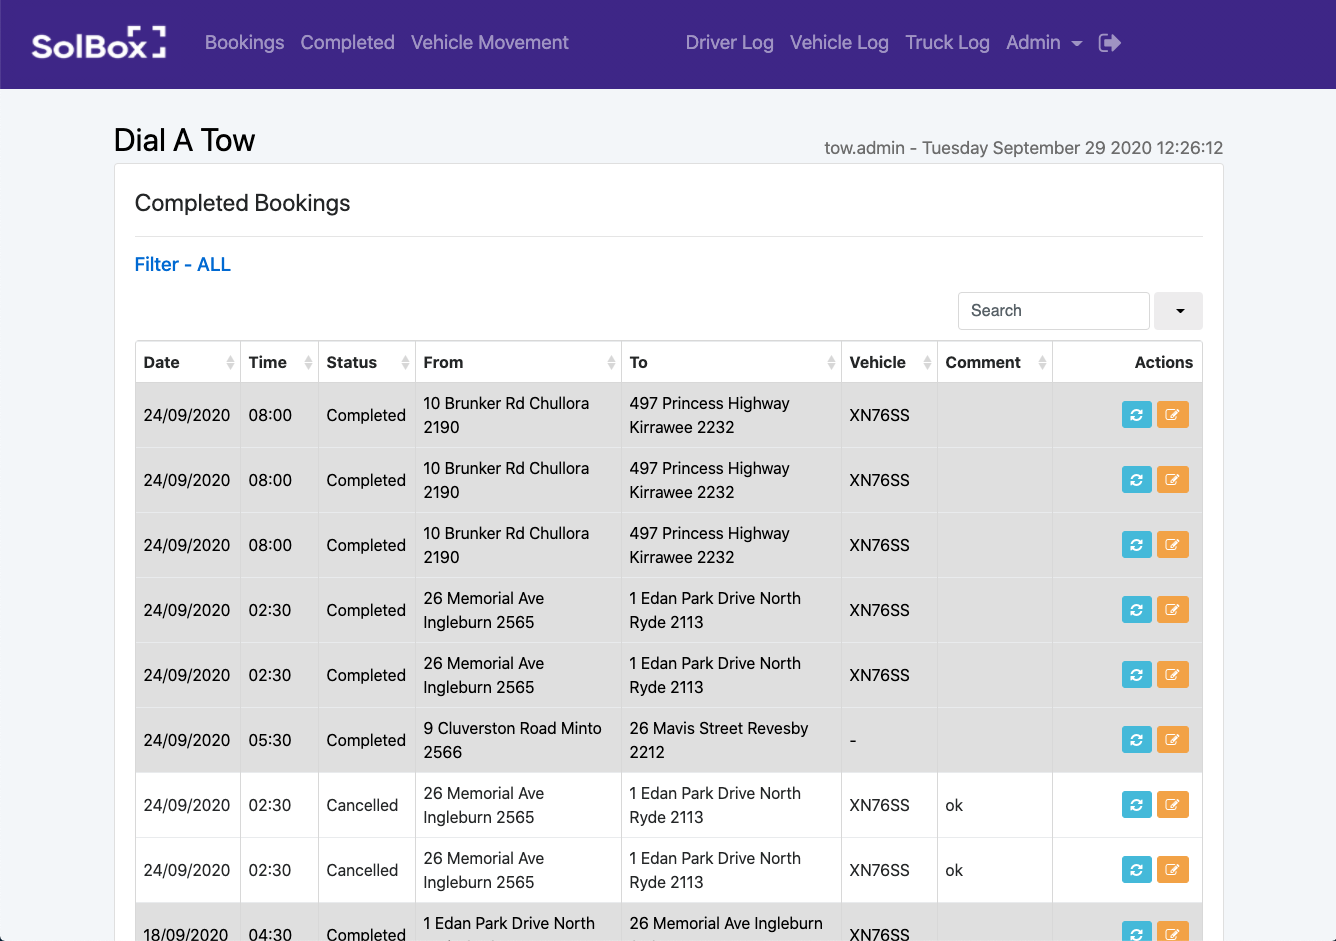 SolBox
Bookings Completed Vehicle Movement Driver Log Vehicle Log Truck Log Admin
Dial A Tow
tow.admin - Tuesday September 29 2020 12:26:12
Completed Bookings
Filter - ALL
Search
Date Time Status From To Vehicle Comment Actions
24/09/2020 08:00 Completed 10 Brunker Rd Chullora 2190 497 Princess Highway Kirrawee 2232 XN76SS
24/09/2020 08:00 Completed 10 Brunker Rd Chullora 2190 497 Princess Highway Kirrawee 2232 XN76SS
24/09/2020 08:00 Completed 10 Brunker Rd Chullora 2190 497 Princess Highway Kirrawee 2232 XN76SS
24/09/2020 02:30 Completed 26 Memorial Ave Ingleburn 2565 1 Edan Park Drive North Ryde 2113 XN76SS
24/09/2020 02:30 Completed 26 Memorial Ave Ingleburn 2565 1 Edan Park Drive North Ryde 2113 XN76SS
24/09/2020 05:30 Completed 9 Cluverston Road Minto 2566 26 Mavis Street Revesby 2212 -
24/09/2020 02:30 Cancelled 26 Memorial Ave Ingleburn 2565 1 Edan Park Drive North Ryde 2113 XN76SS ok
24/09/2020 02:30 Cancelled 26 Memorial Ave Ingleburn 2565 1 Edan Park Drive North Ryde 2113 XN76SS ok
18/09/2020 04:30 Completed 1 Edan Park Drive North 26 Memorial Ave Ingleburn XN76SS